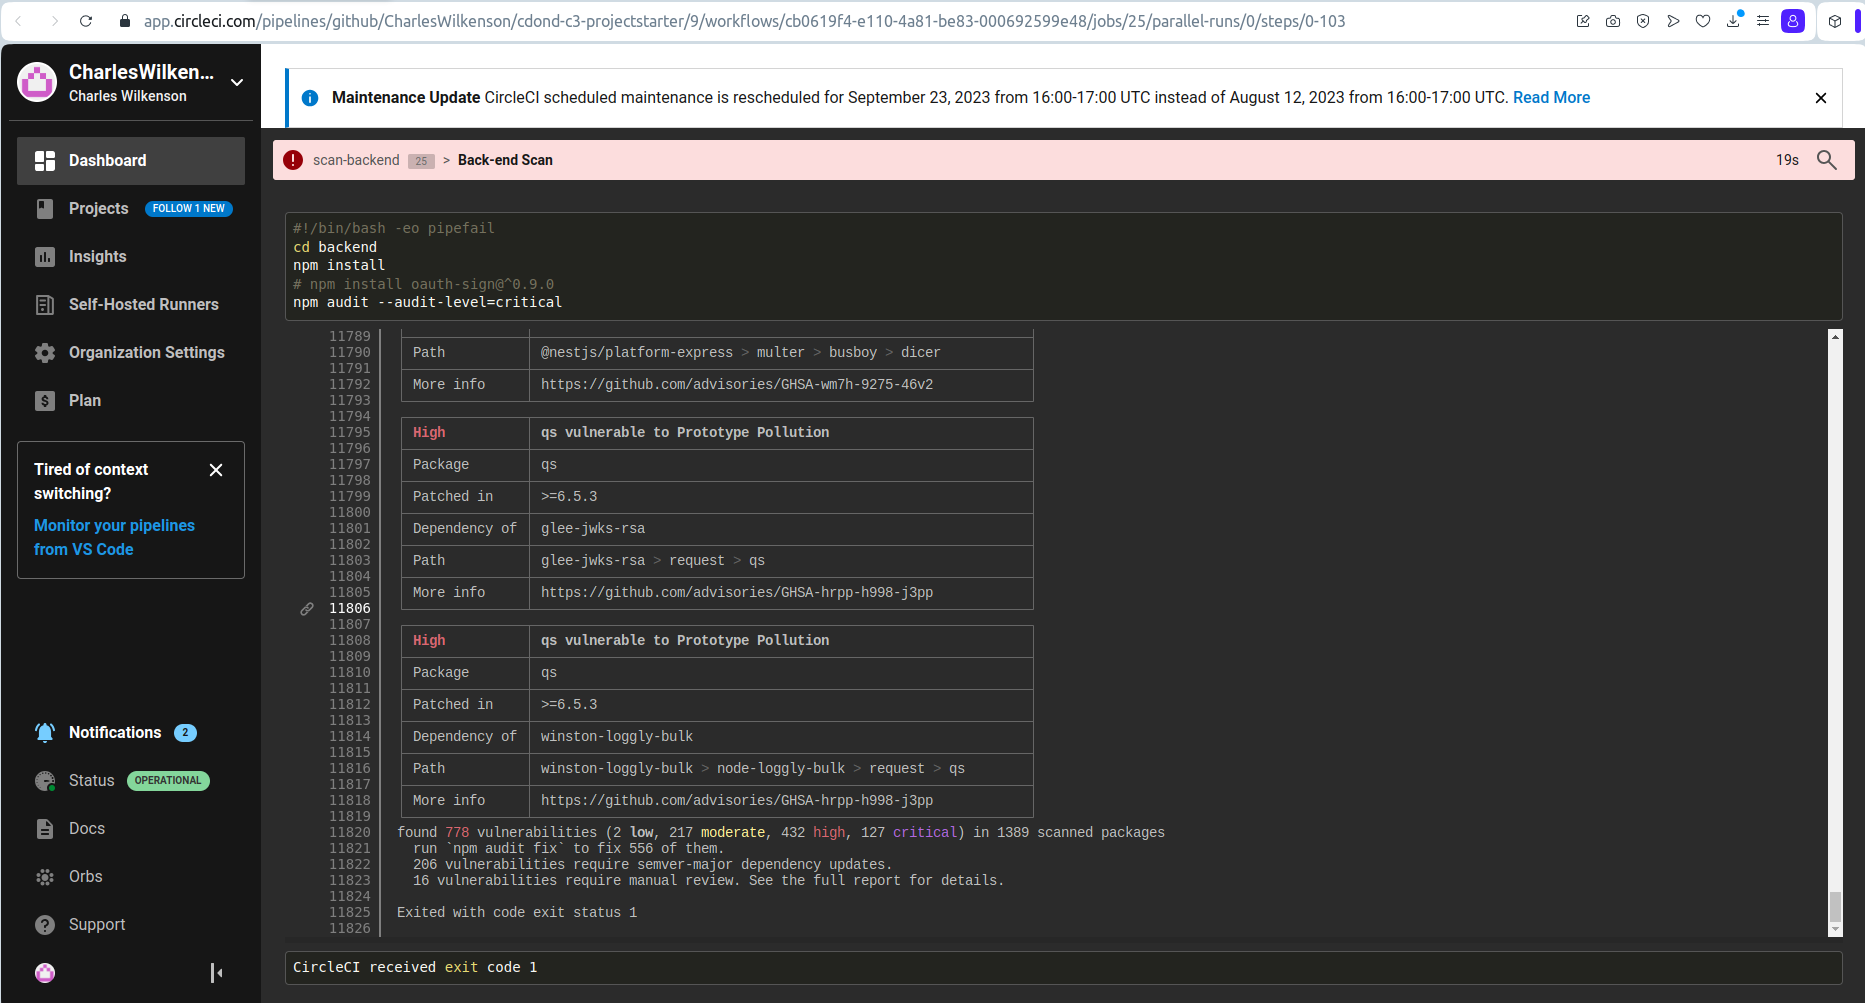 app.circleci.com/pipelines/github/CharlesWilkenson/cdond-c3-projectstarter/9/workflows/cb0619f4-e110-4a81-be83-000692599e48/jobs/25/parallel-runs/0/steps/0-103
CharlesWilken...
Charles Wilkenson
Dashboard
Projects FOLLOW 1 NEW
Insights
Self-Hosted Runners
Organization Settings
Plan
Tired of context
switching?
Monitor your pipelines
from VS Code
Notifications 2
Status OPERATIONAL
Docs
Orbs
Support
Maintenance Update CircleCI scheduled maintenance is rescheduled for September 23, 2023 from 16:00-17:00 UTC instead of August 12, 2023 from 16:00-17:00 UTC. Read More
scan-backend 25 > Back-end Scan 19s
#!/bin/bash -eo pipefail
cd backend
npm install
# npm install oauth-sign@^0.9.0
npm audit --audit-level=critical
11789
11790 Path @nestjs/platform-express > multer > busboy > dicer
11791
11792 More info https://github.com/advisories/GHSA-wm7h-9275-46v2
11793
11794
11795 High qs vulnerable to Prototype Pollution
11796
11797 Package qs
11798
11799 Patched in >=6.5.3
11800
11801 Dependency of glee-jwks-rsa
11802
11803 Path glee-jwks-rsa > request > qs
11804
11805 More info https://github.com/advisories/GHSA-hrpp-h998-j3pp
11806
11807
11808 High qs vulnerable to Prototype Pollution
11809
11810 Package qs
11811
11812 Patched in >=6.5.3
11813
11814 Dependency of winston-loggly-bulk
11815
11816 Path winston-loggly-bulk > node-loggly-bulk > request > qs
11817
11818 More info https://github.com/advisories/GHSA-hrpp-h998-j3pp
11819
11820 found 778 vulnerabilities (2 low, 217 moderate, 432 high, 127 critical) in 1389 scanned packages
11821 run `npm audit fix` to fix 556 of them.
11822 206 vulnerabilities require semver-major dependency updates.
11823 16 vulnerabilities require manual review. See the full report for details.
11824
11825 Exited with code exit status 1
11826
CircleCI received exit code 1